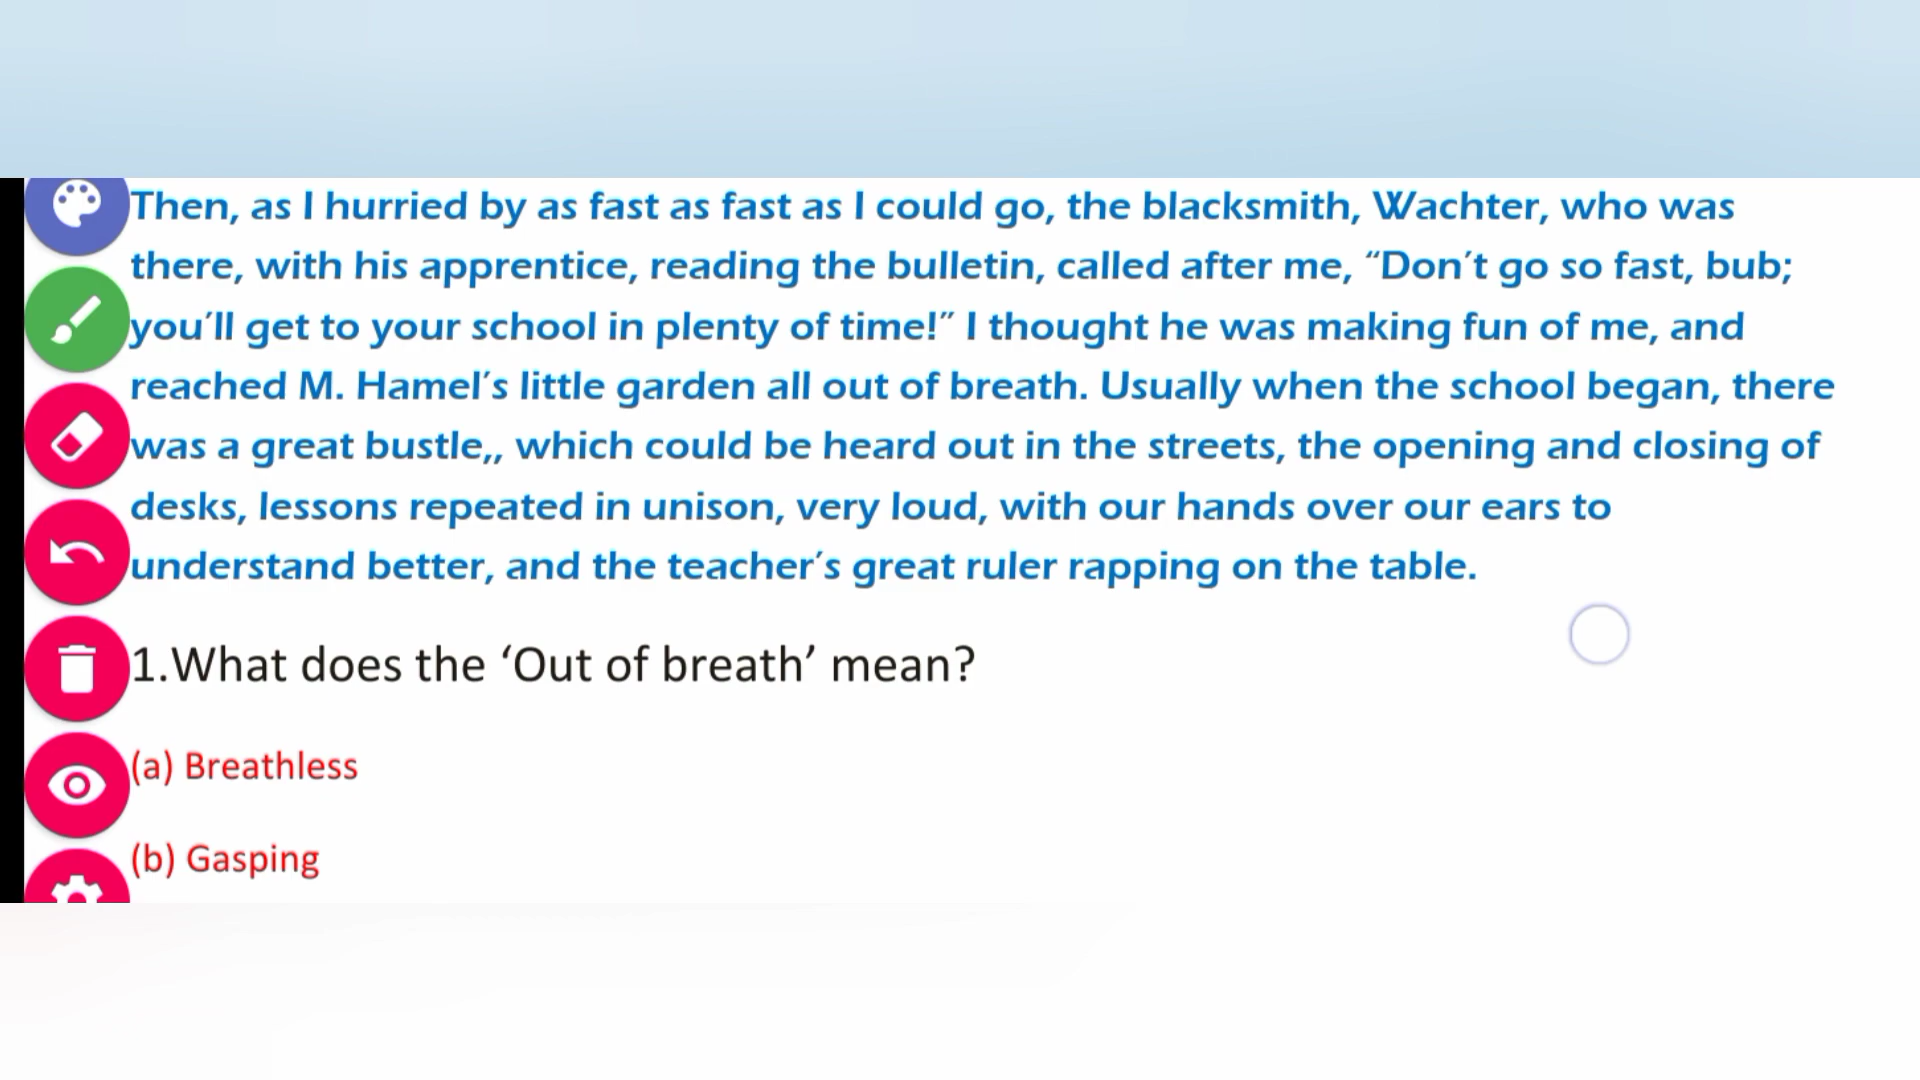 Then, as I hurried by as fast as fast as I could go, the blacksmith, Wachter, who was
there, with his apprentice, reading the bulletin, called after me, “Don’t go so fast, bub;
you’ll get to your school in plenty of time!” I thought he was making fun of me, and
reached M. Hamel’s little garden all out of breath. Usually when the school began, there
was a great bustle,, which could be heard out in the streets, the opening and closing of
desks, lessons repeated in unison, very loud, with our hands over our ears to
understand better, and the teacher’s great ruler rapping on the table.
1.What does the ‘Out of breath’ mean?
(a) Breathless
(b) Gasping